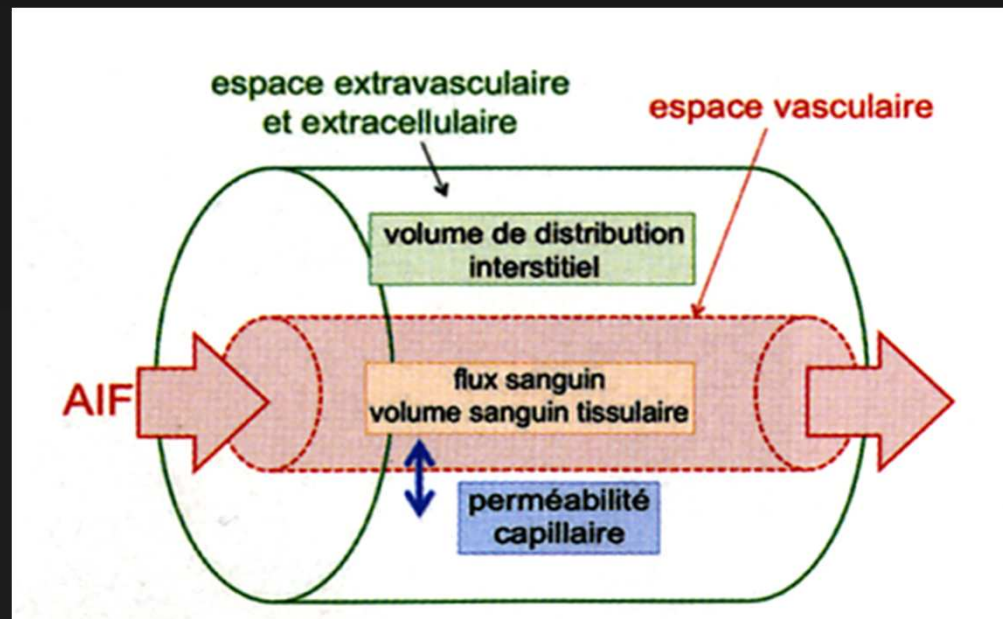 espace extravasculaire
et extracellulaire
espace vasculaire
volume de distribution
interstitiel
AIF
flux sanguin
volume sanguin tissulaire
perméabilité
capillaire